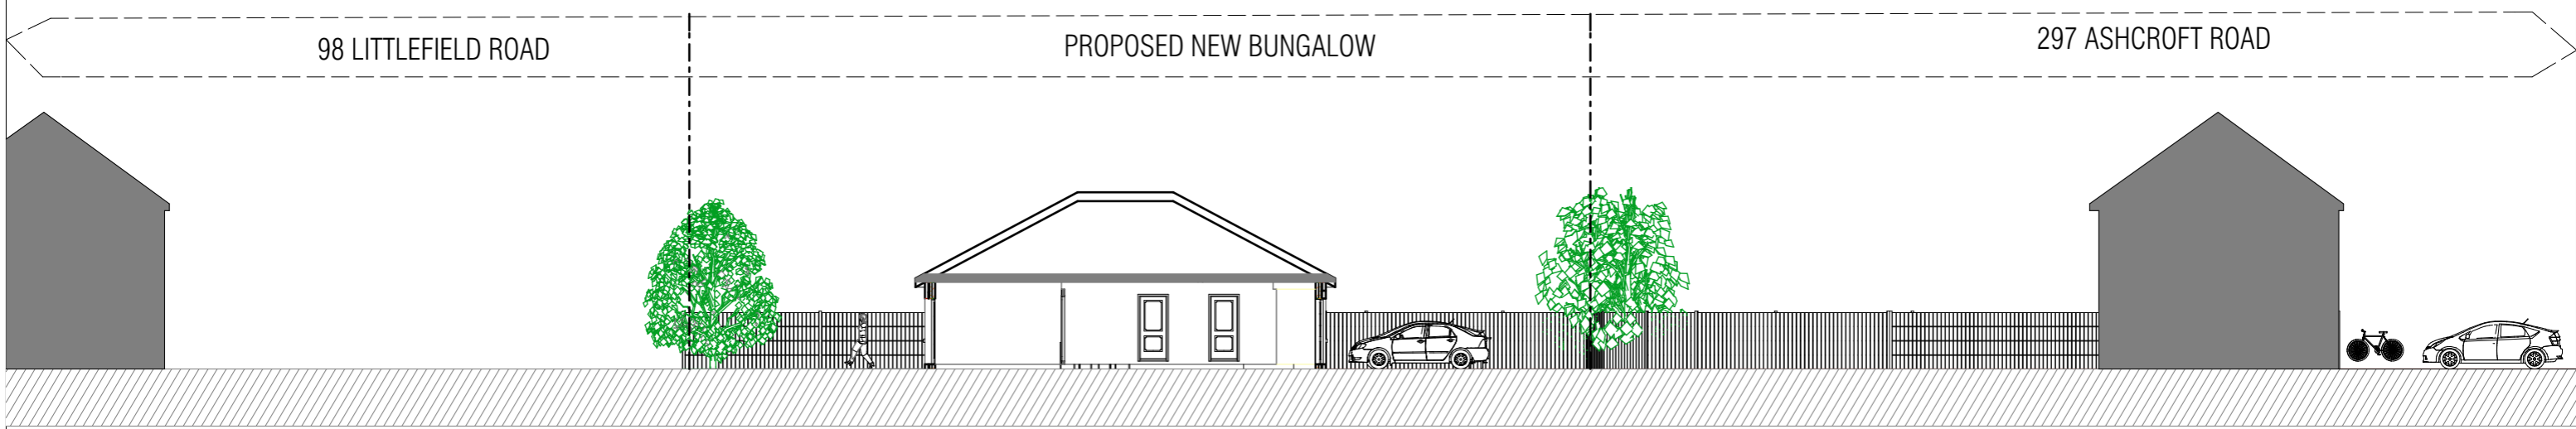 98 LITTLEFIELD ROAD
PROPOSED NEW BUNGALOW
297 ASHCROFT ROAD